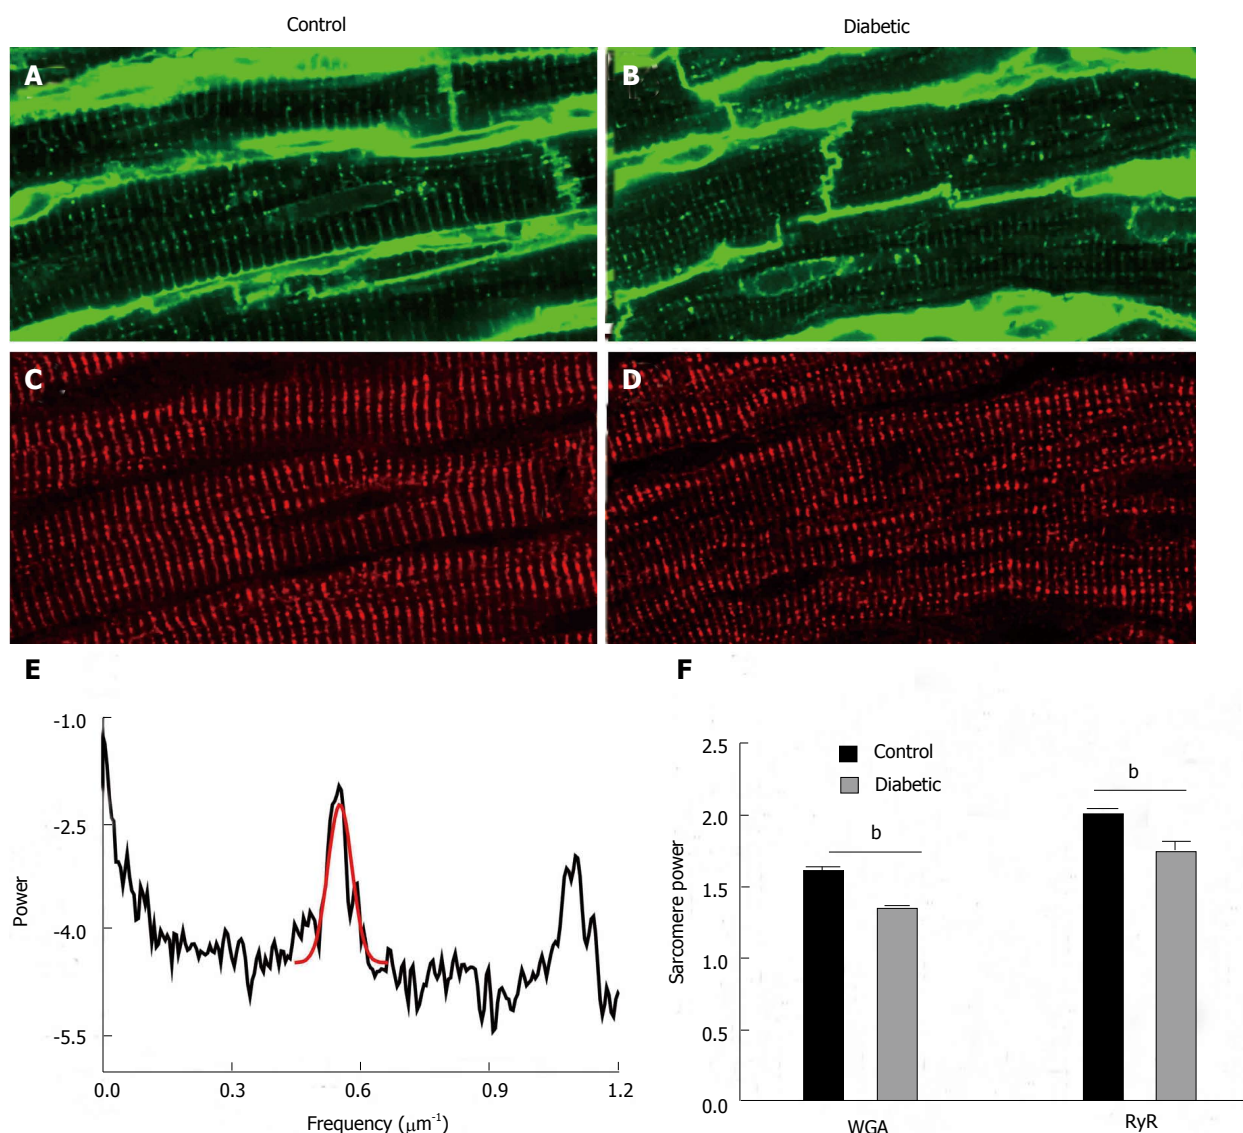 Control
Diabetic
A
B
C
D
E
-1.0
-2.5
-4.0
-5.5
Power
0.0
0.3
0.6
0.9
1.2
Frequency (μm⁻¹)
F
2.5
2.0
1.5
1.0
0.5
0.0
Sarcomere power
Control
Diabetic
b
b
WGA
RyR